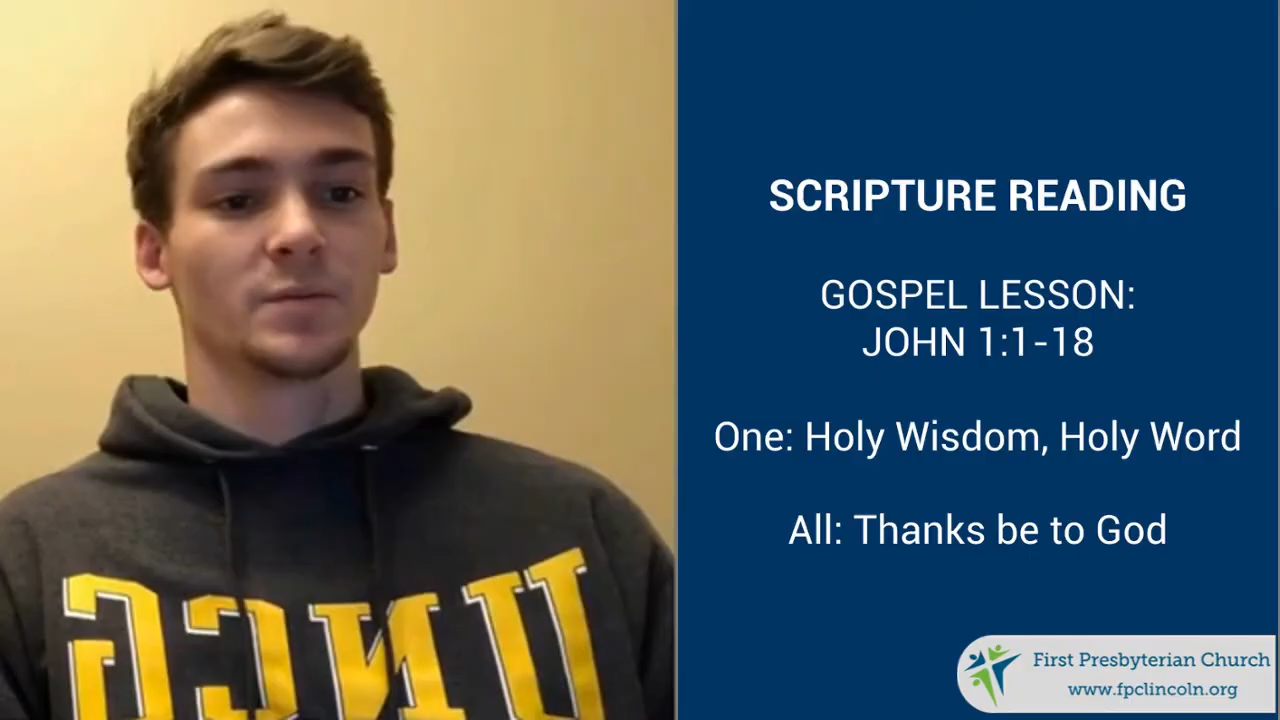 SCRIPTURE READING
GOSPEL LESSON:
JOHN 1:1-18
One: Holy Wisdom, Holy Word
All: Thanks be to God
UNCG
First Presbyterian Church
www.fpclincoln.org